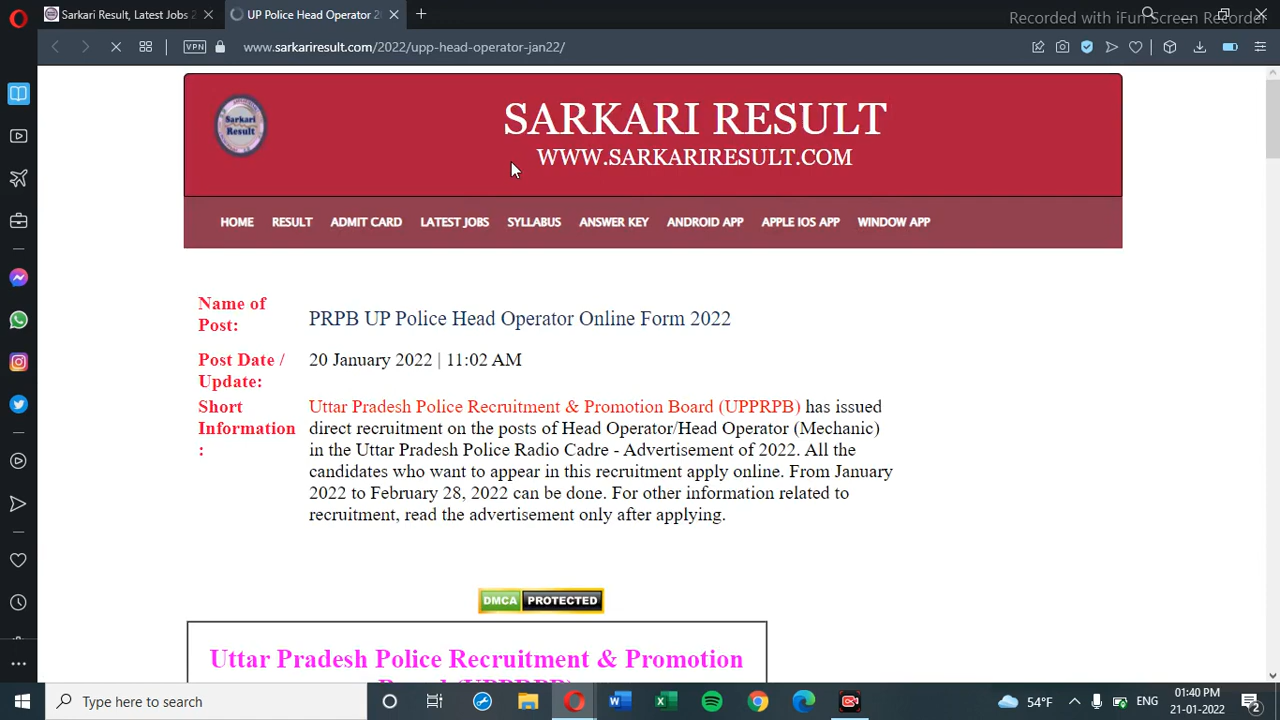 Sarkari Result, Latest Jobs 2
UP Police Head Operator 2
Recorded with iFun Screen Recorder
VPN
www.sarkariresult.com/2022/upp-head-operator-jan22/
Sarkari
Result
SARKARI RESULT
WWW.SARKARIRESULT.COM
HOME RESULT ADMIT CARD LATEST JOBS SYLLABUS ANSWER KEY ANDROID APP APPLE IOS APP WINDOW APP
Name of
Post:
PRPB UP Police Head Operator Online Form 2022
Post Date /
Update:
20 January 2022 | 11:02 AM
Short
Information
:
Uttar Pradesh Police Recruitment & Promotion Board (UPPRPB) has issued
direct recruitment on the posts of Head Operator/Head Operator (Mechanic)
in the Uttar Pradesh Police Radio Cadre - Advertisement of 2022. All the
candidates who want to appear in this recruitment apply online. From January
2022 to February 28, 2022 can be done. For other information related to
recruitment, read the advertisement only after applying.
DMCA PROTECTED
Uttar Pradesh Police Recruitment & Promotion
Board (UPPRPB)
Type here to search
54°F
ENG
01:40 PM
21-01-2022
2